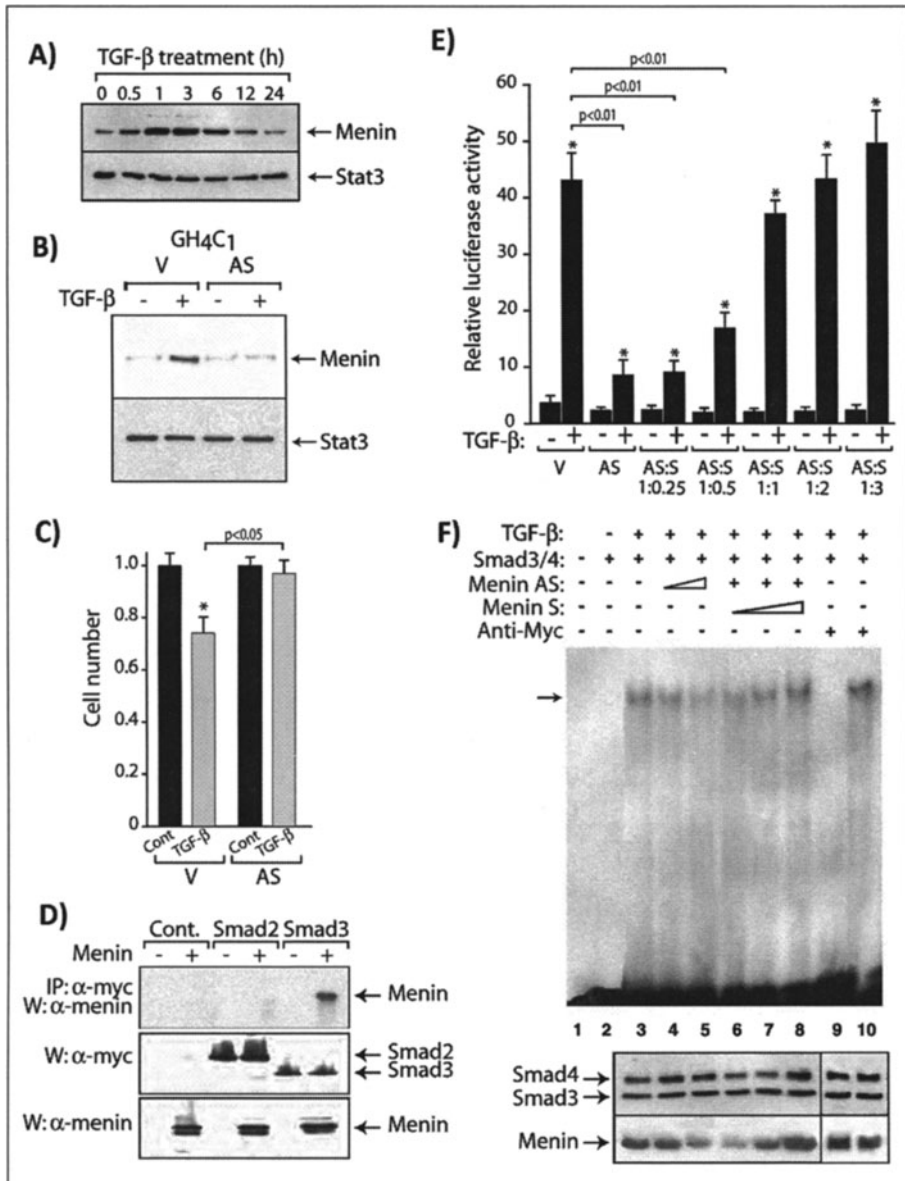 A)
TGF-β treatment (h)
0 0.5 1 3 6 12 24
Menin
Stat3
B)
GH4C1
V AS
TGF-β - + - +
Menin
Stat3
C)
p<0.05
*
1.0
0.8
0.6
0.4
0.2
0
Cell number
Cont TGF-β Cont TGF-β
V AS
D)
Cont. Smad2 Smad3
Menin - + - + - +
IP: α-myc
W: α-menin
Menin
W: α-myc
Smad2
Smad3
W: α-menin
Menin
E)
p<0.01
p<0.01
p<0.01
* * * * * * *
60
50
40
30
20
10
0
Relative luciferase activity
TGF-β: - + - + - + - + - + - + - +
V AS AS:S AS:S AS:S AS:S AS:S
1:0.25 1:0.5 1:1 1:2 1:3
F)
TGF-β: - - + + + + + + + +
Smad3/4: - + + + + + + + + +
Menin AS: - - - + + + - -
Menin S: - - - - - - -
Anti-Myc - - - - - - - - + +
1 2 3 4 5 6 7 8 9 10
Smad4
Smad3
Menin